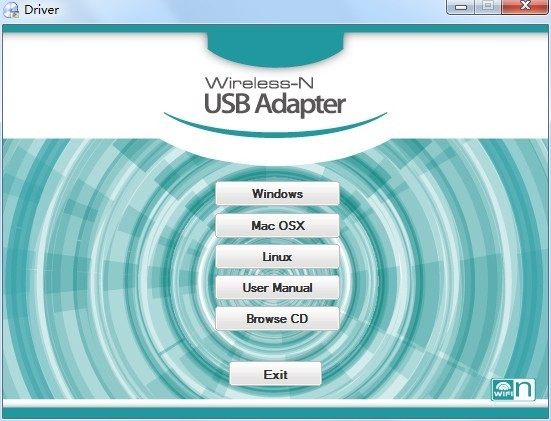 Driver
Wireless-N
USB Adapter
Windows
Mac OSX
Linux
User Manual
Browse CD
Exit
WiFi n